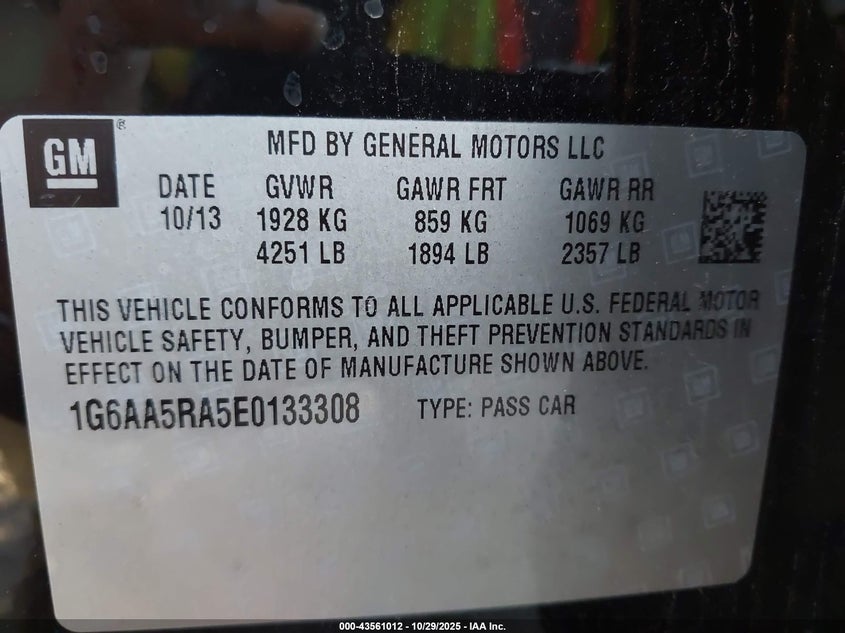 GM ®
MFD BY GENERAL MOTORS LLC
DATE GVWR GAWR FRT GAWR RR
10/13 1928 KG 859 KG 1069 KG
4251 LB 1894 LB 2357 LB
THIS VEHICLE CONFORMS TO ALL APPLICABLE U.S. FEDERAL MOTOR
VEHICLE SAFETY, BUMPER, AND THEFT PREVENTION STANDARDS IN
EFFECT ON THE DATE OF MANUFACTURE SHOWN ABOVE.
1G6AA5RA5E0133308 TYPE: PASS CAR
000-43561012 - 10/29/2025 - IAA Inc.